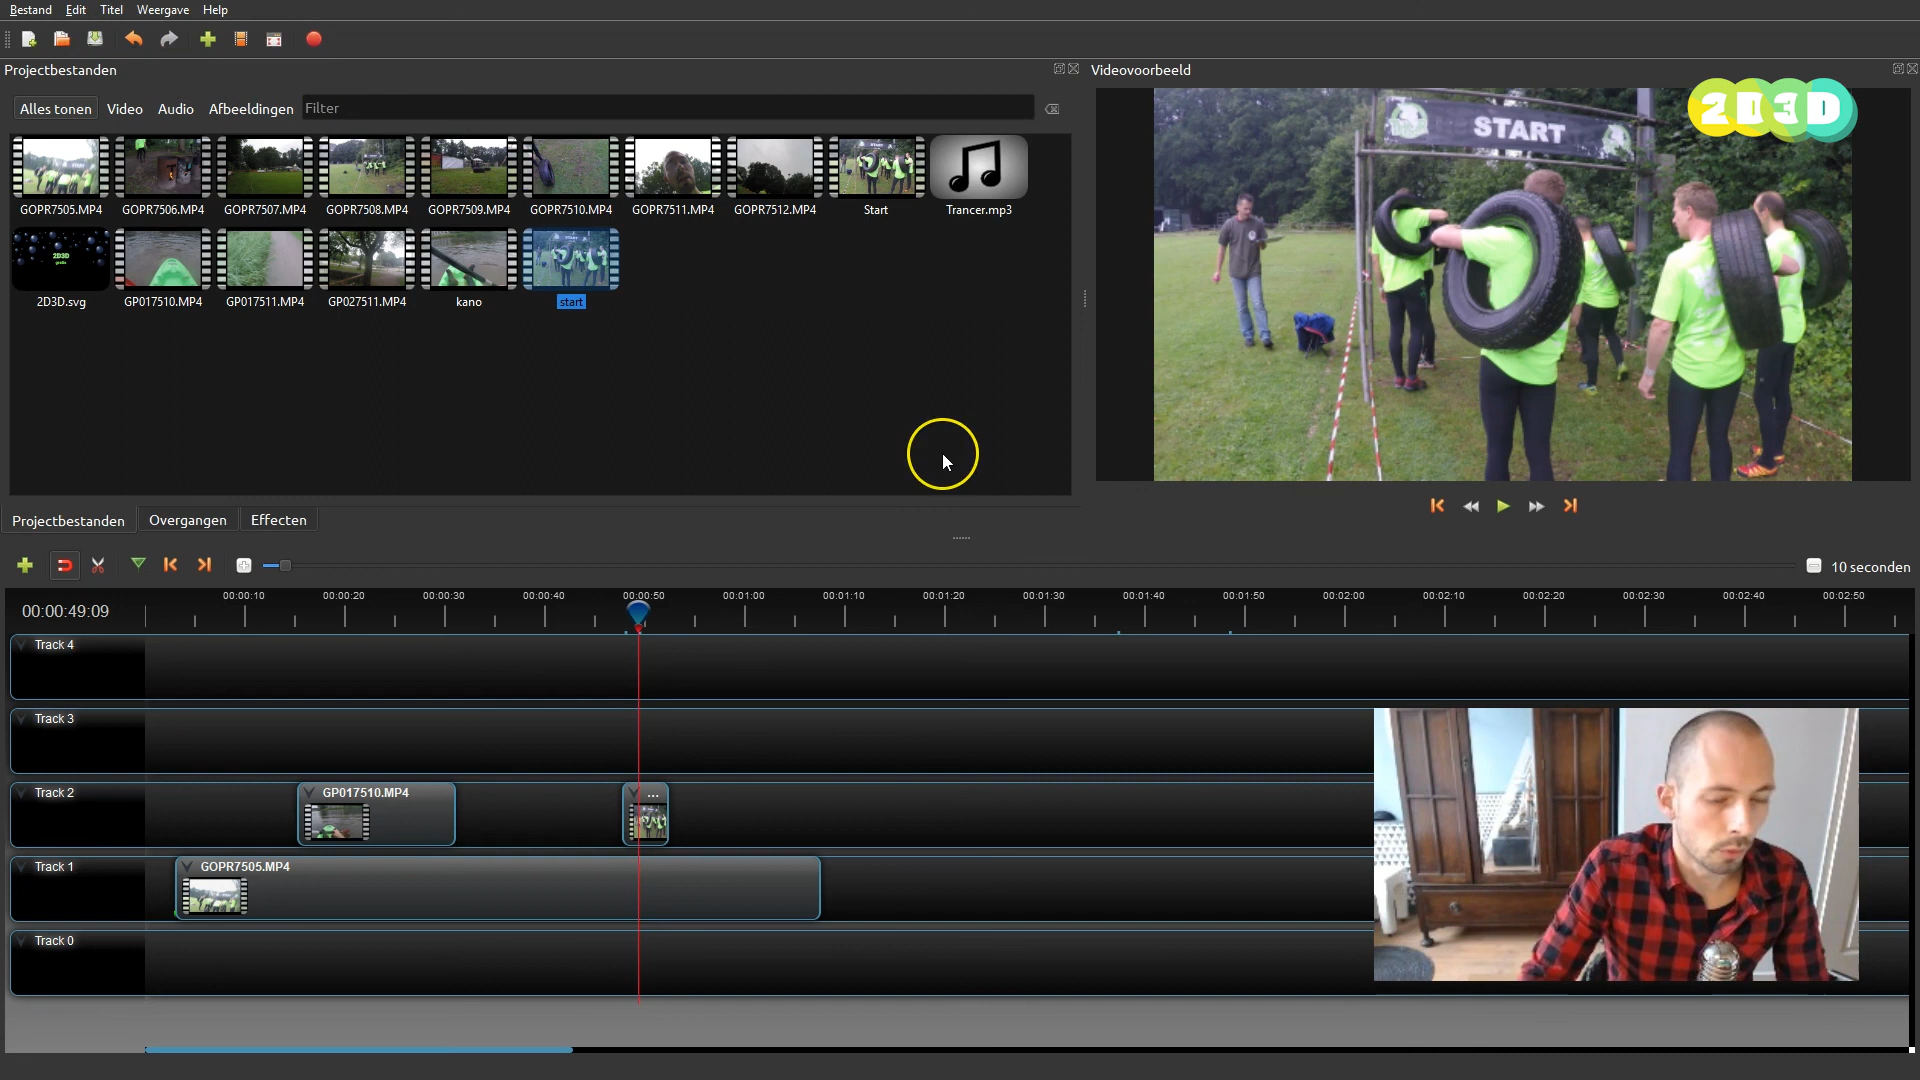 Bestand Edit Titel Weergave Help
Projectbestanden
Videovoorbeeld
Alles tonen Video Audio Afbeeldingen Filter
GOPR7505.MP4 GOPR7506.MP4 GOPR7507.MP4 GOPR7508.MP4 GOPR7509.MP4 GOPR7510.MP4 GOPR7511.MP4 GOPR7512.MP4 Start Trancer.mp3
2D3D
2D3D.svg GP017510.MP4 GP017511.MP4 GP027511.MP4 kano start
START
2D3D
Projectbestanden Overgangen Effecten
10 seconden
00:00:49:09
00:00:10 00:00:20 00:00:30 00:00:40 00:00:50 00:01:00 00:01:10 00:01:20 00:01:30 00:01:40 00:01:50 00:02:00 00:02:10 00:02:20 00:02:30 00:02:40 00:02:50
Track 4
Track 3
Track 2
GP017510.MP4
...
Track 1
GOPR7505.MP4
Track 0